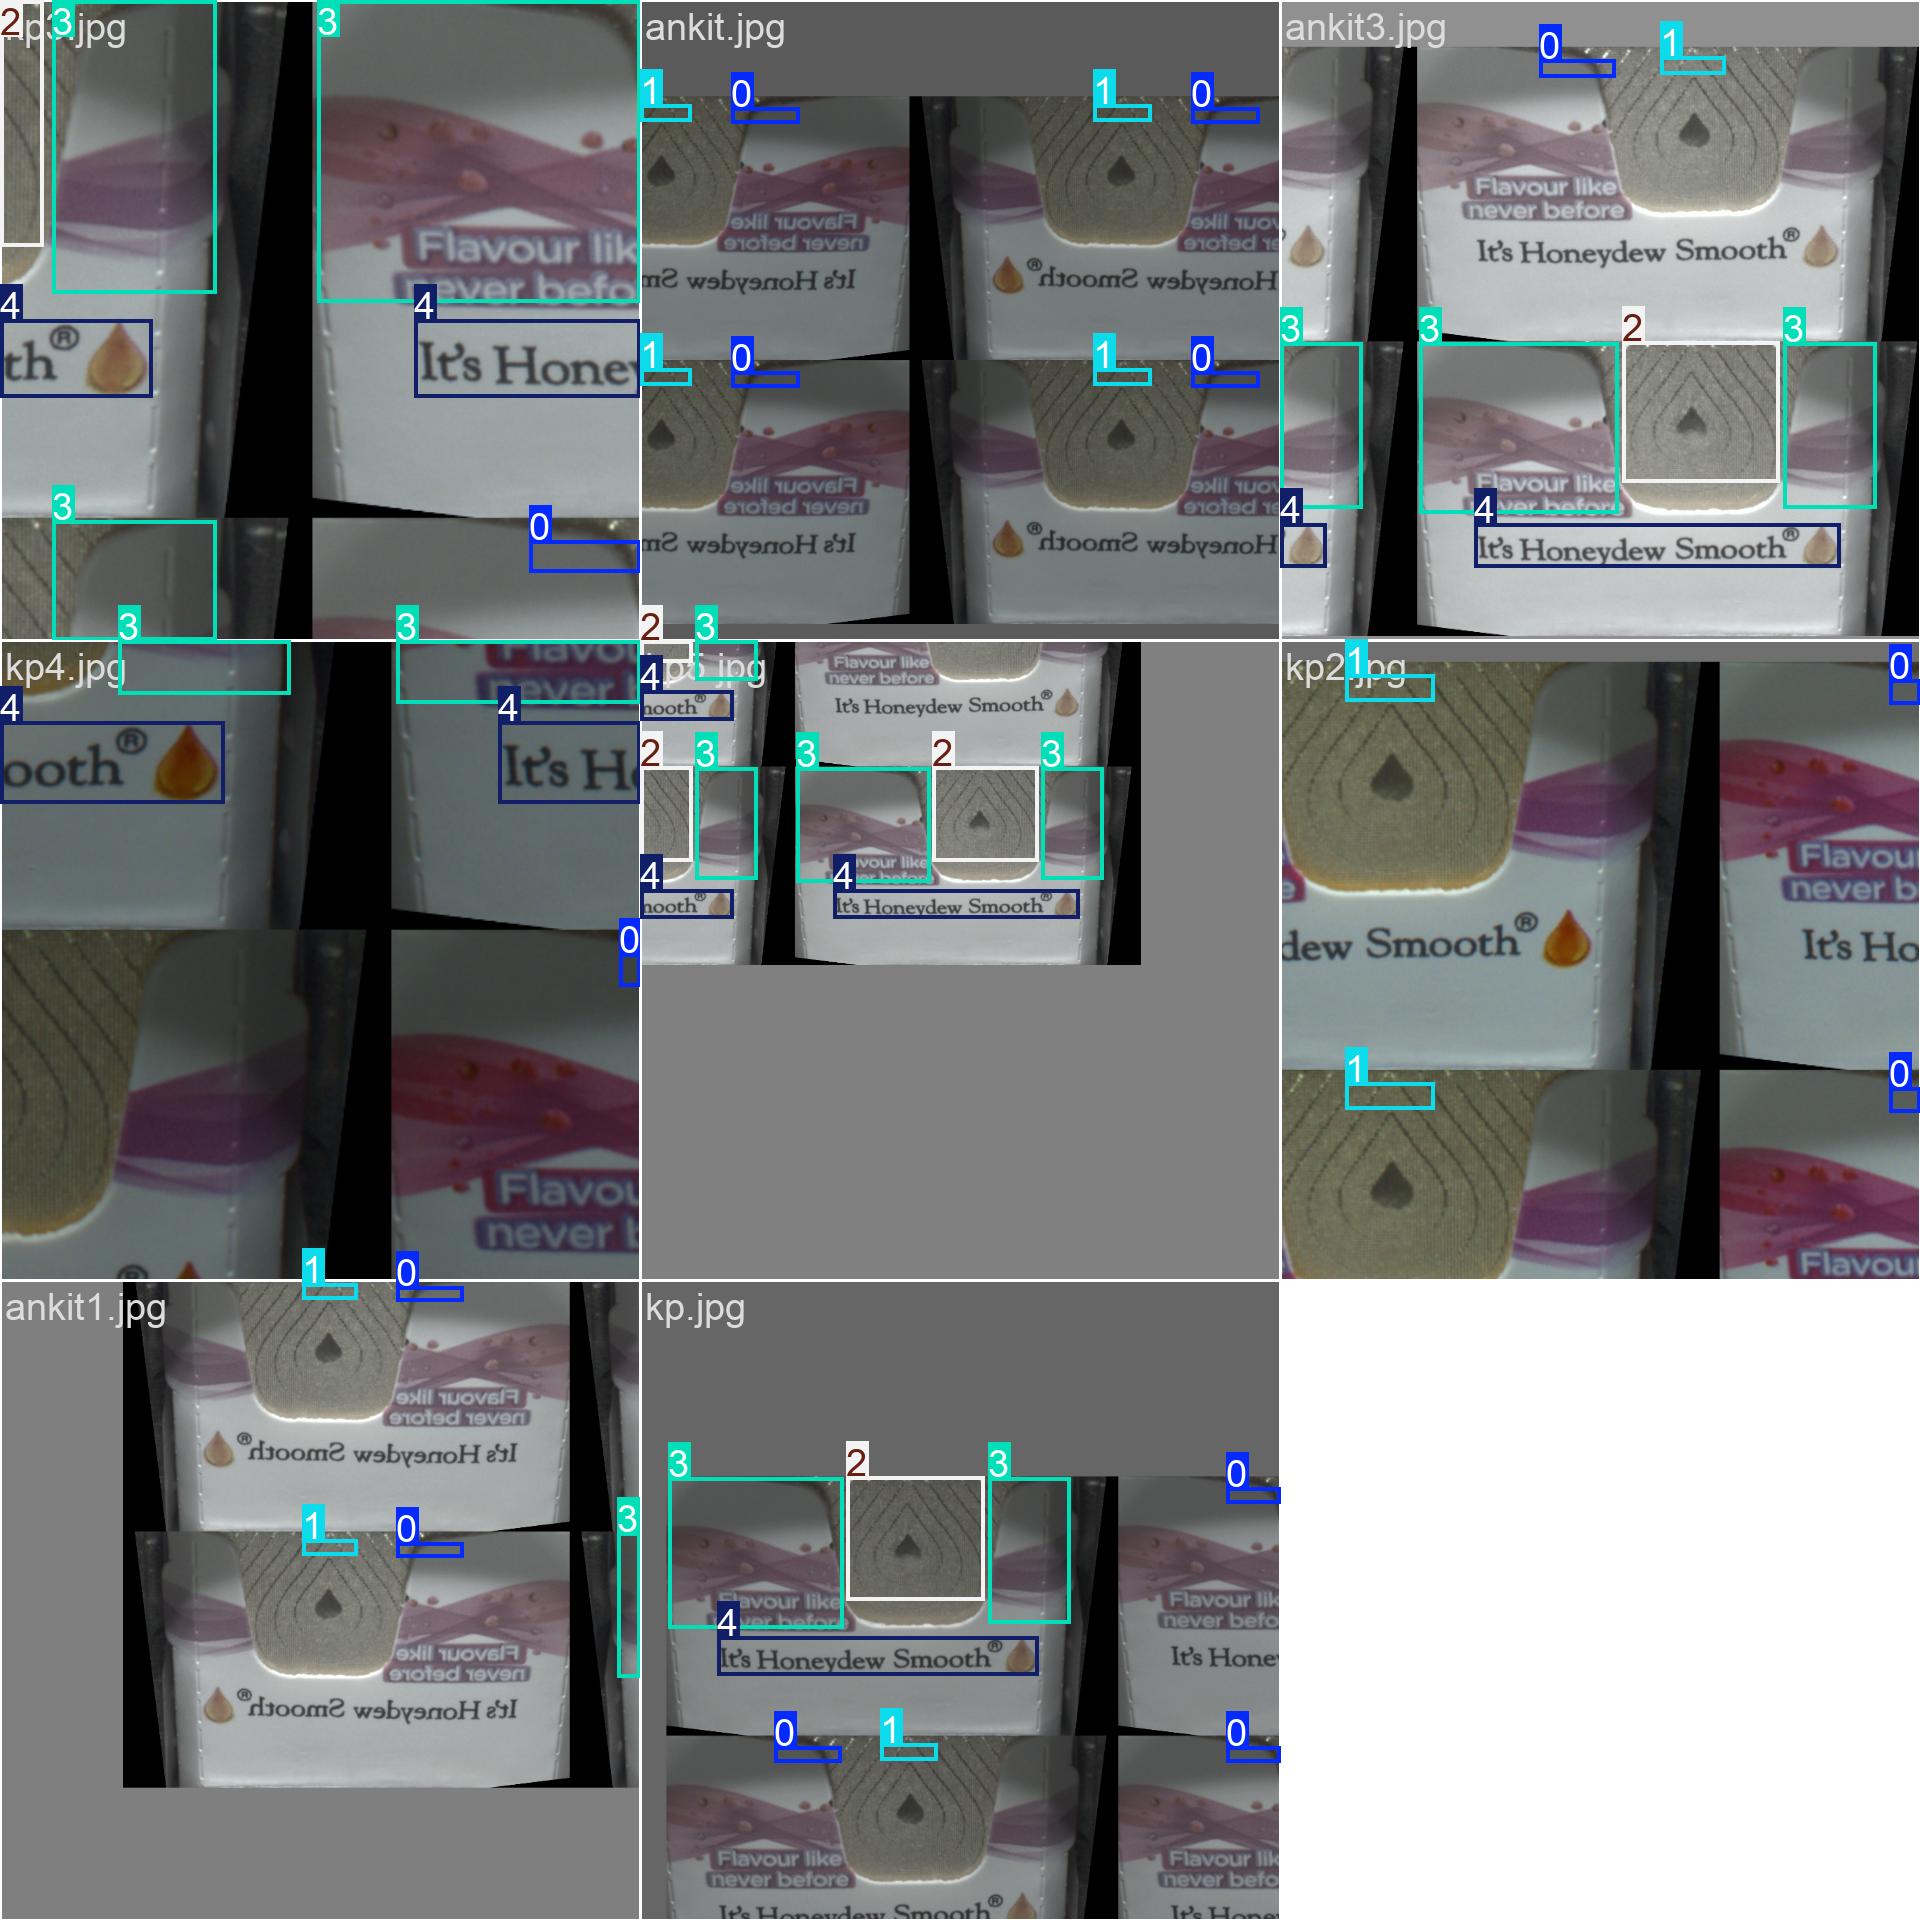 2
3
3
kp3.jpg
Flavour lik
never befo
4
4
th®
It's Honey
3
0
ankit.jpg
1
0
1
0
Flavour like
never before
Flavour like
never before
It's Honeydew Sm
It's Honeydew Smooth®
1
0
1
0
Flavour like
never before
Flavour like
never before
It's Honeydew Sm
It's Honeydew Smooth®
ankit3.jpg
0
1
Flavour like
never before
It's Honeydew Smooth®
3
3
2
3
Flavour like
never before
4
4
It's Honeydew Smooth®
3
3
kp4.jpg
Flavou
never b
4
4
ooth®
It's Ho
0
Flavou
never b
2
3
kp5.jpg
Flavour like
never before
4
mooth®
It's Honeydew Smooth®
2
3
3
2
3
Flavour like
never before
4
4
mooth®
It's Honeydew Smooth®
kp2.jpg
1
0
Flavou
never b
dew Smooth®
It's Ho
1
0
Flavou
ankit1.jpg
1
0
Flavour like
never before
It's Honeydew Smooth®
1
0
3
Flavour like
never before
It's Honeydew Smooth®
kp.jpg
3
2
3
0
Flavour like
never before
Flavour lik
never befor
4
It's Honeydew Smooth®
It's Hone
0
1
0
Flavour like
never before
Flavour lik
never befor
It's Honeydew Smooth®
It's Hone